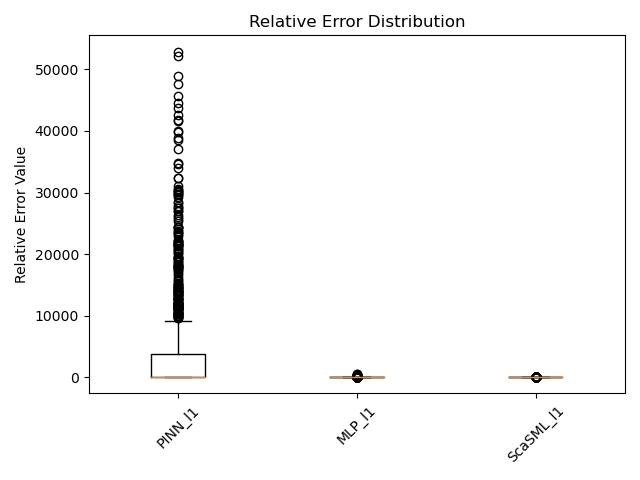 Relative Error Distribution
Relative Error Value
50000
40000
30000
20000
10000
0
PINN_l1
MLP_l1
ScaSML_l1